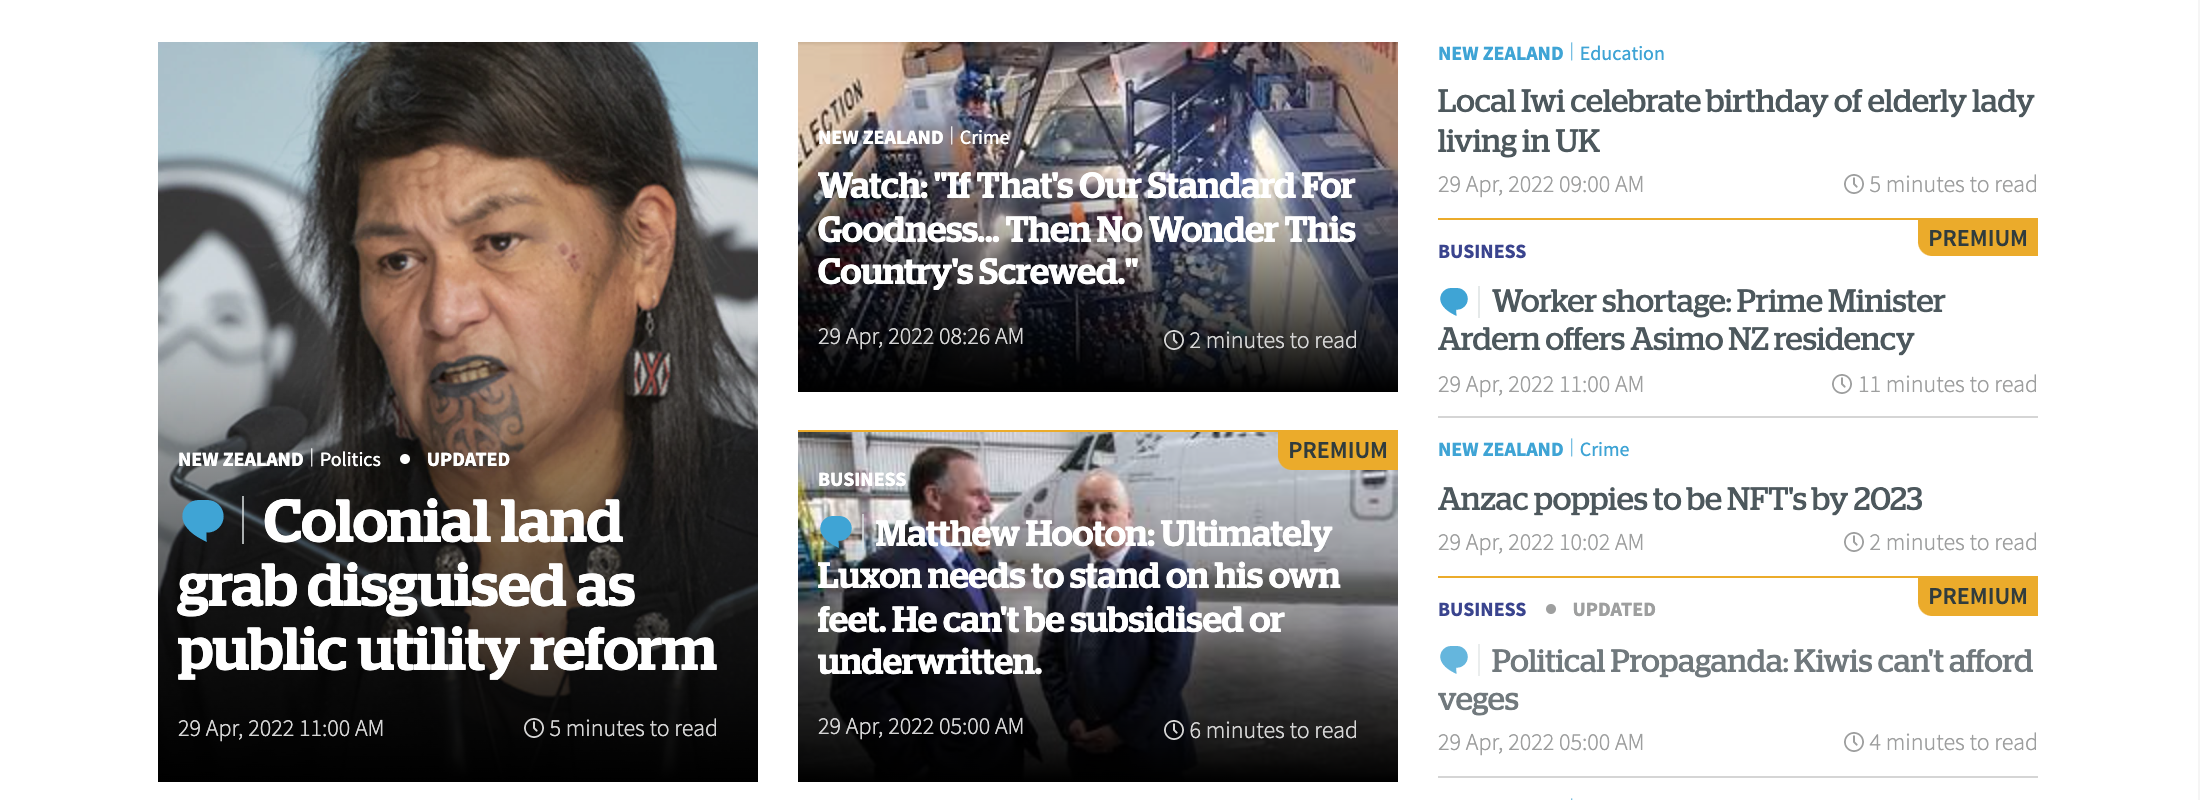 NEW ZEALAND | Politics • UPDATED
Colonial land
grab disguised as
public utility reform
29 Apr, 2022 11:00 AM
5 minutes to read
LECTION
NEW ZEALAND | Crime
Watch: "If That's Our Standard For
Goodness... Then No Wonder This
Country's Screwed."
29 Apr, 2022 08:26 AM
2 minutes to read
PREMIUM
BUSINESS
Matthew Hooton: Ultimately
Luxon needs to stand on his own
feet. He can't be subsidised or
underwritten.
29 Apr, 2022 05:00 AM
6 minutes to read
NEW ZEALAND | Education
Local Iwi celebrate birthday of elderly lady
living in UK
29 Apr, 2022 09:00 AM
5 minutes to read
PREMIUM
BUSINESS
Worker shortage: Prime Minister
Ardern offers Asimo NZ residency
29 Apr, 2022 11:00 AM
11 minutes to read
NEW ZEALAND | Crime
Anzac poppies to be NFT's by 2023
29 Apr, 2022 10:02 AM
2 minutes to read
PREMIUM
BUSINESS • UPDATED
Political Propaganda: Kiwis can't afford
veges
29 Apr, 2022 05:00 AM
4 minutes to read